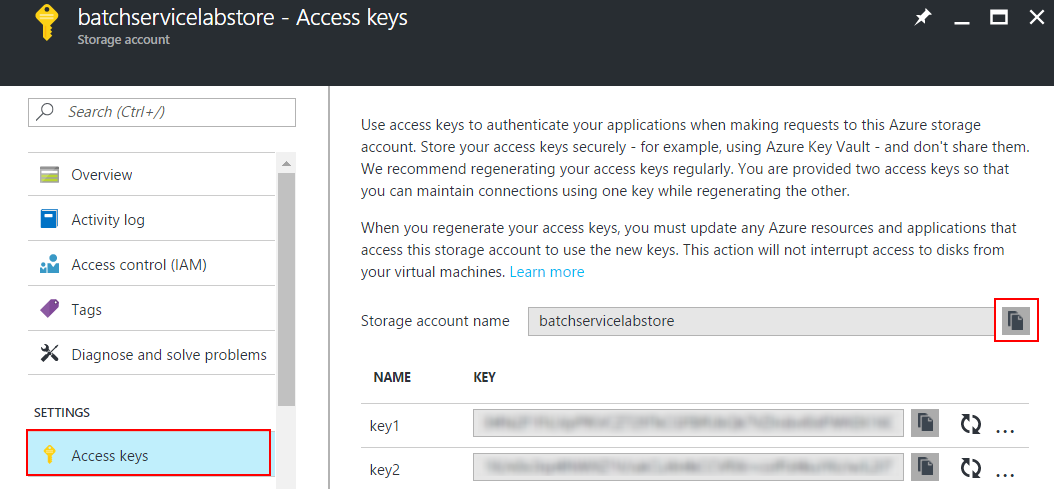 batchservicelabstore - Access keys
Storage account
Search (Ctrl+/)
Overview
Activity log
Access control (IAM)
Tags
Diagnose and solve problems
SETTINGS
Access keys
Use access keys to authenticate your applications when making requests to this Azure storage
account. Store your access keys securely - for example, using Azure Key Vault - and don't share them.
We recommend regenerating your access keys regularly. You are provided two access keys so that
you can maintain connections using one key while regenerating the other.
When you regenerate your access keys, you must update any Azure resources and applications that
access this storage account to use the new keys. This action will not interrupt access to disks from
your virtual machines. Learn more
Storage account name batchservicelabstore
NAME KEY
key1
key2